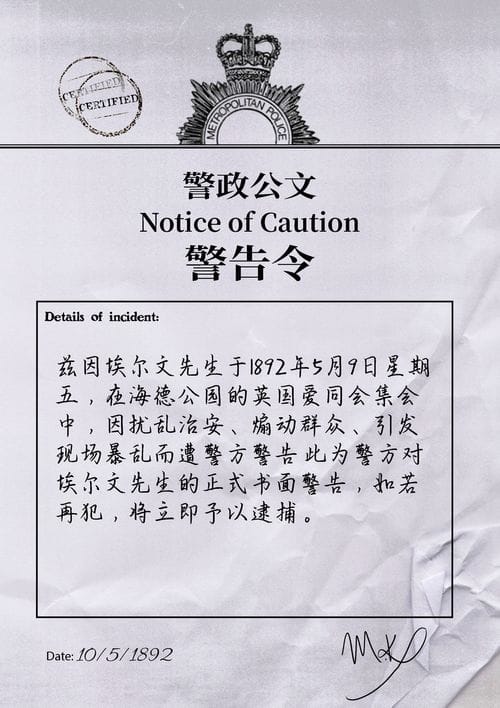 CERTIFIED
CERTIFIED
METROPOLITAN POLICE
警政公文
Notice of Caution
警告令
Details of incident:
兹因埃尔文先生于1892年5月9日星期
五，在海德公园的英国爱同会集会
中，因扰乱治安、煽动群众、引发
现场暴乱而遭警方警告此为警方对
埃尔文先生的正式书面警告，如若
再犯，将立即予以逮捕。
Date: 10/5/1892